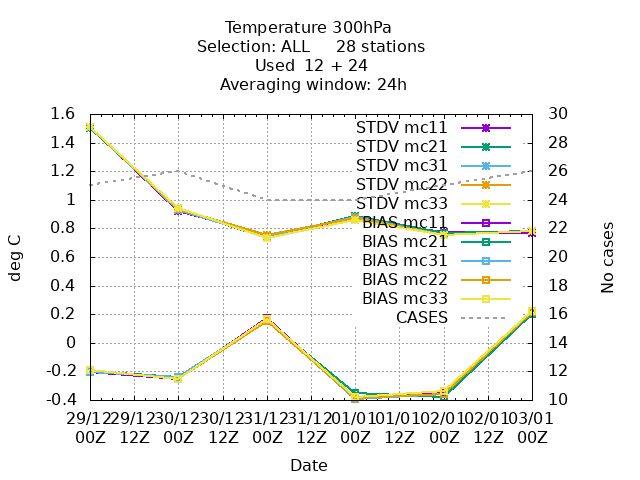 Temperature 300hPa
Selection: ALL     28 stations
Used  12 + 24
Averaging window: 24h
1.6
1.4
1.2
1
0.8
0.6
0.4
0.2
0
-0.2
-0.4
deg C
30
28
26
24
22
20
18
16
14
12
10
No cases
STDV mc11
STDV mc21
STDV mc31
STDV mc22
STDV mc33
BIAS mc11
BIAS mc21
BIAS mc31
BIAS mc22
BIAS mc33
CASES
29/12 29/12 30/12 30/12 31/12 31/12 01/01 01/01 02/01 02/01 03/01
00Z 12Z 00Z 12Z 00Z 12Z 00Z 12Z 00Z 12Z 00Z
Date